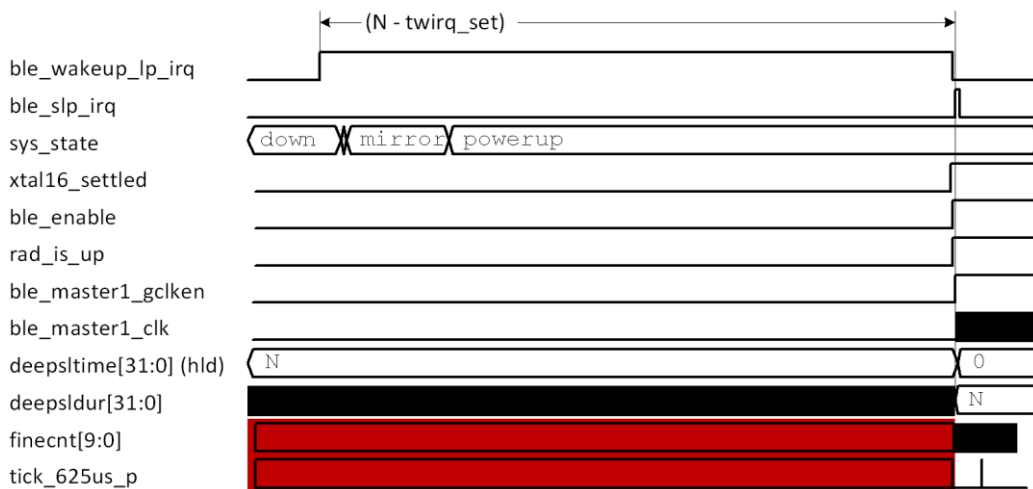 (N - twirq_set)
ble_wakeup_lp_irq
ble_slp_irq
sys_state down mirror powerup
xtal16_settled
ble_enable
rad_is_up
ble_master1_gclken
ble_master1_clk
deepsltime[31:0] (hld) N 0
deepsldur[31:0] N
finecnt[9:0]
tick_625us_p